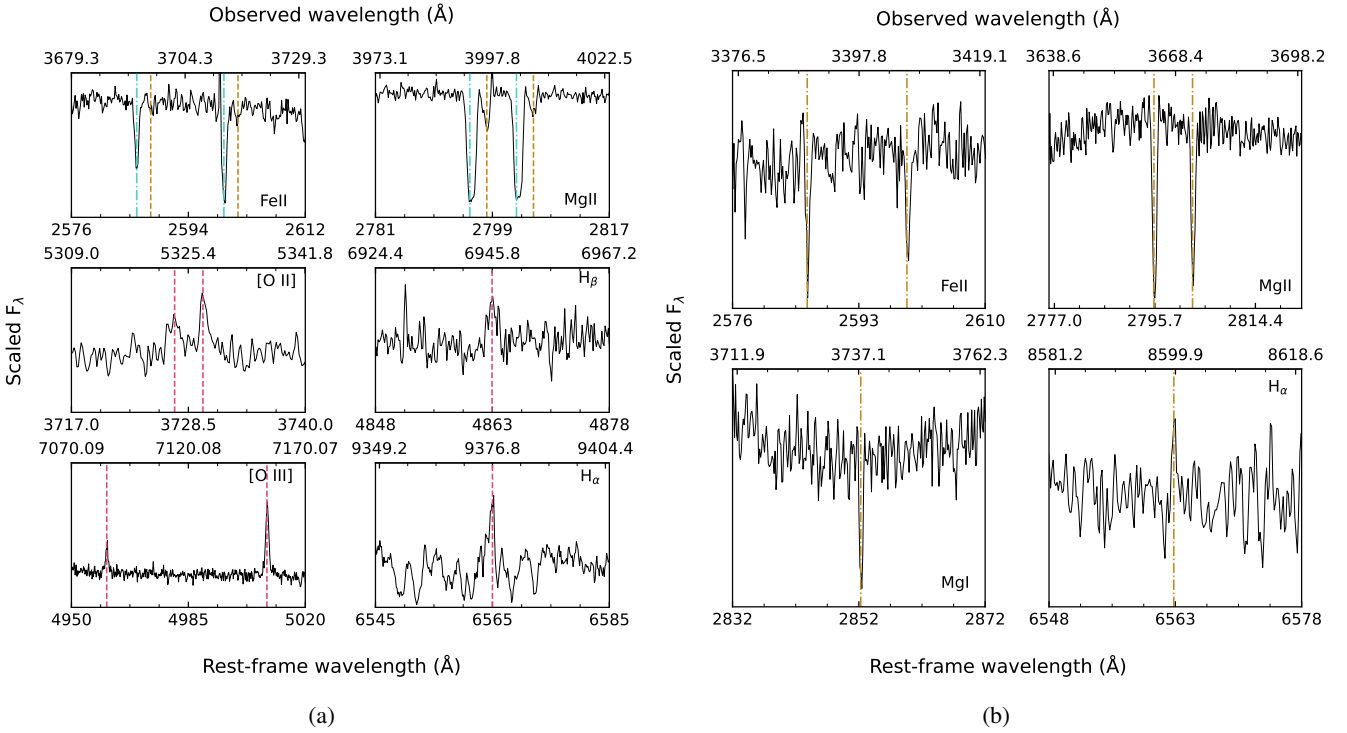 Observed wavelength (Å)
3679.3 3704.3 3729.3 3973.1 3997.8 4022.5
FeII MgII
2576 2594 2612 2781 2799 2817
5309.0 5325.4 5341.8 6924.4 6945.8 6967.2
[O II] Hβ
3717.0 3728.5 3740.0 4848 4863 4878
7070.09 7120.08 7170.07 9349.2 9376.8 9404.4
[O III] Hα
4950 4985 5020 6545 6565 6585
Scaled Fλ
Rest-frame wavelength (Å)
(a)
Observed wavelength (Å)
3376.5 3397.8 3419.1 3638.6 3668.4 3698.2
FeII MgII
2576 2593 2610 2777.0 2795.7 2814.4
3711.9 3737.1 3762.3 8581.2 8599.9 8618.6
Hα
MgI
2832 2852 2872 6548 6563 6578
Scaled Fλ
Rest-frame wavelength (Å)
(b)